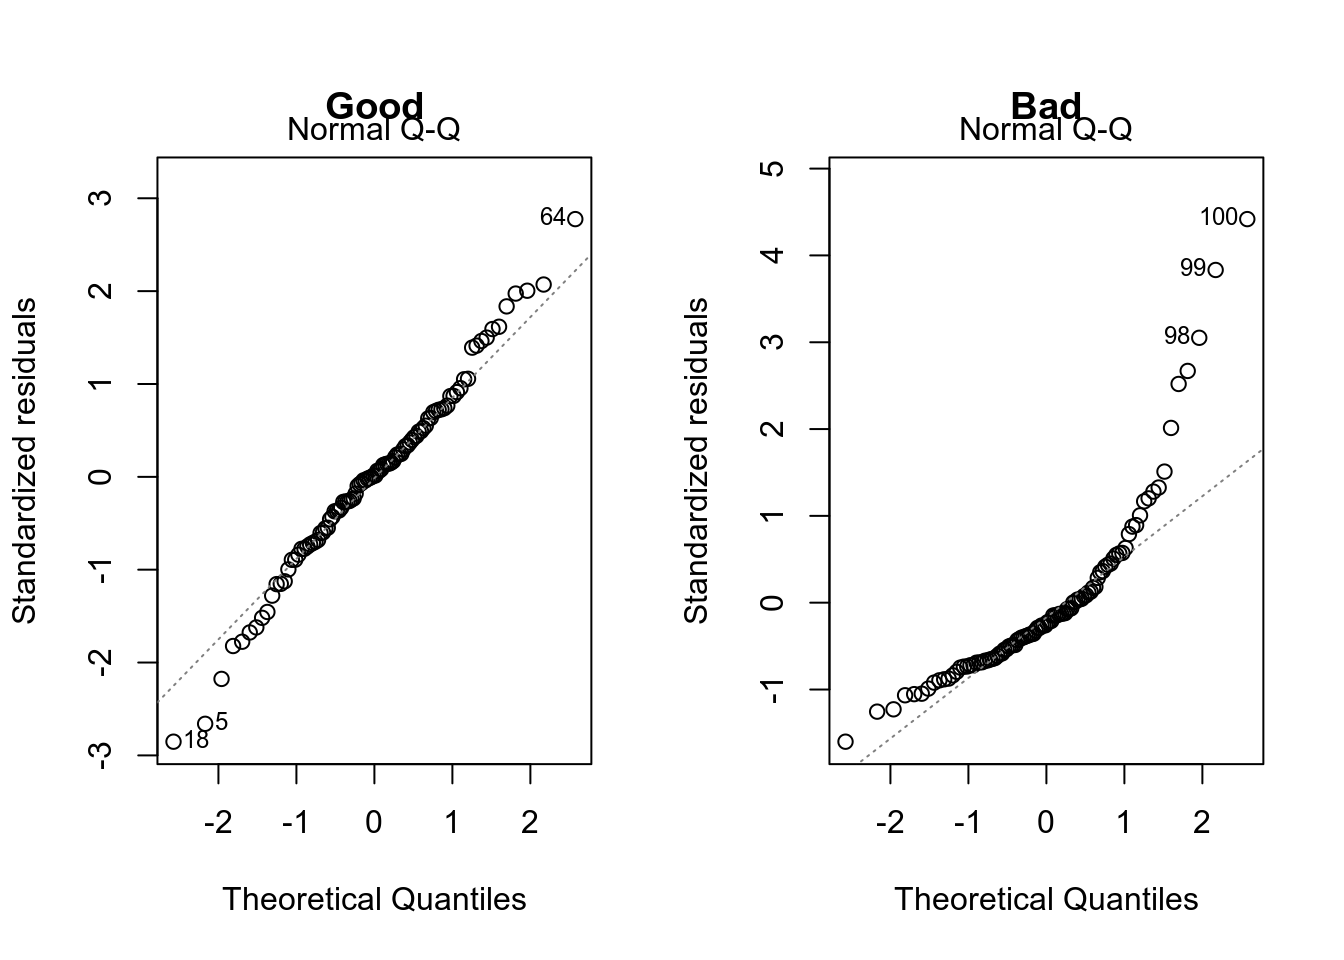 Good
Normal Q-Q
Standardized residuals
3
2
1
0
-1
-2
-3
64
5
18
-2 -1 0 1 2
Theoretical Quantiles
Bad
Normal Q-Q
Standardized residuals
5
4
3
2
1
0
-1
100
99
98
-2 -1 0 1 2
Theoretical Quantiles